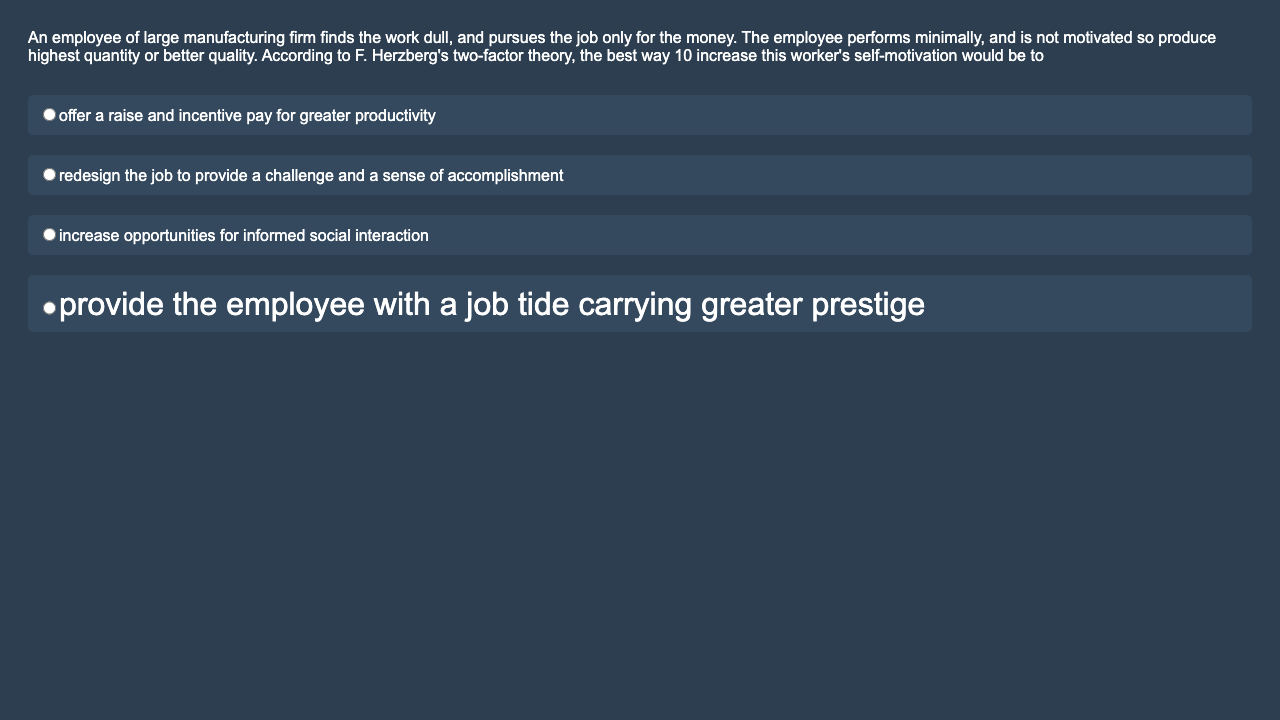 An employee of large manufacturing firm finds the work dull, and pursues the job only for the money. The employee performs minimally, and is not motivated so produce
highest quantity or better quality. According to F. Herzberg's two-factor theory, the best way 10 increase this worker's self-motivation would be to
offer a raise and incentive pay for greater productivity
redesign the job to provide a challenge and a sense of accomplishment
increase opportunities for informed social interaction
provide the employee with a job tide carrying greater prestige